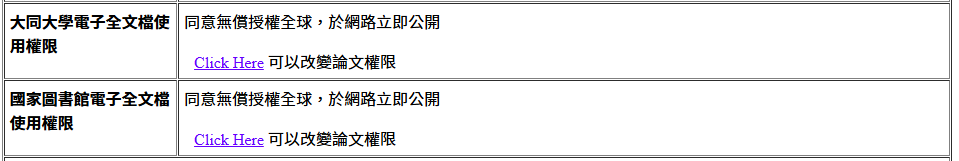 大同大學電子全文檔使
用權限
同意無償授權全球，於網路立即公開
Click Here 可以改變論文權限
國家圖書館電子全文檔
使用權限
同意無償授權全球，於網路立即公開
Click Here 可以改變論文權限